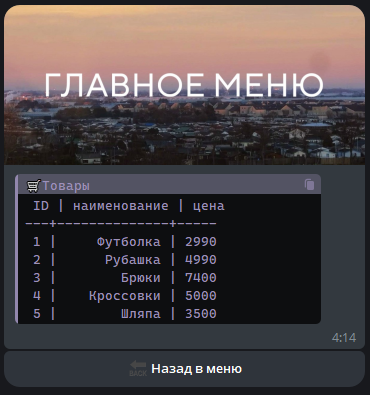 ГЛАВНОЕ МЕНЮ
🛒Товары
ID | наименование | цена
---+--------------+-----
1 | Футболка | 2990
2 | Рубашка | 4990
3 | Брюки | 7400
4 | Кроссовки | 5000
5 | Шляпа | 3500
4:14
BACK Назад в меню